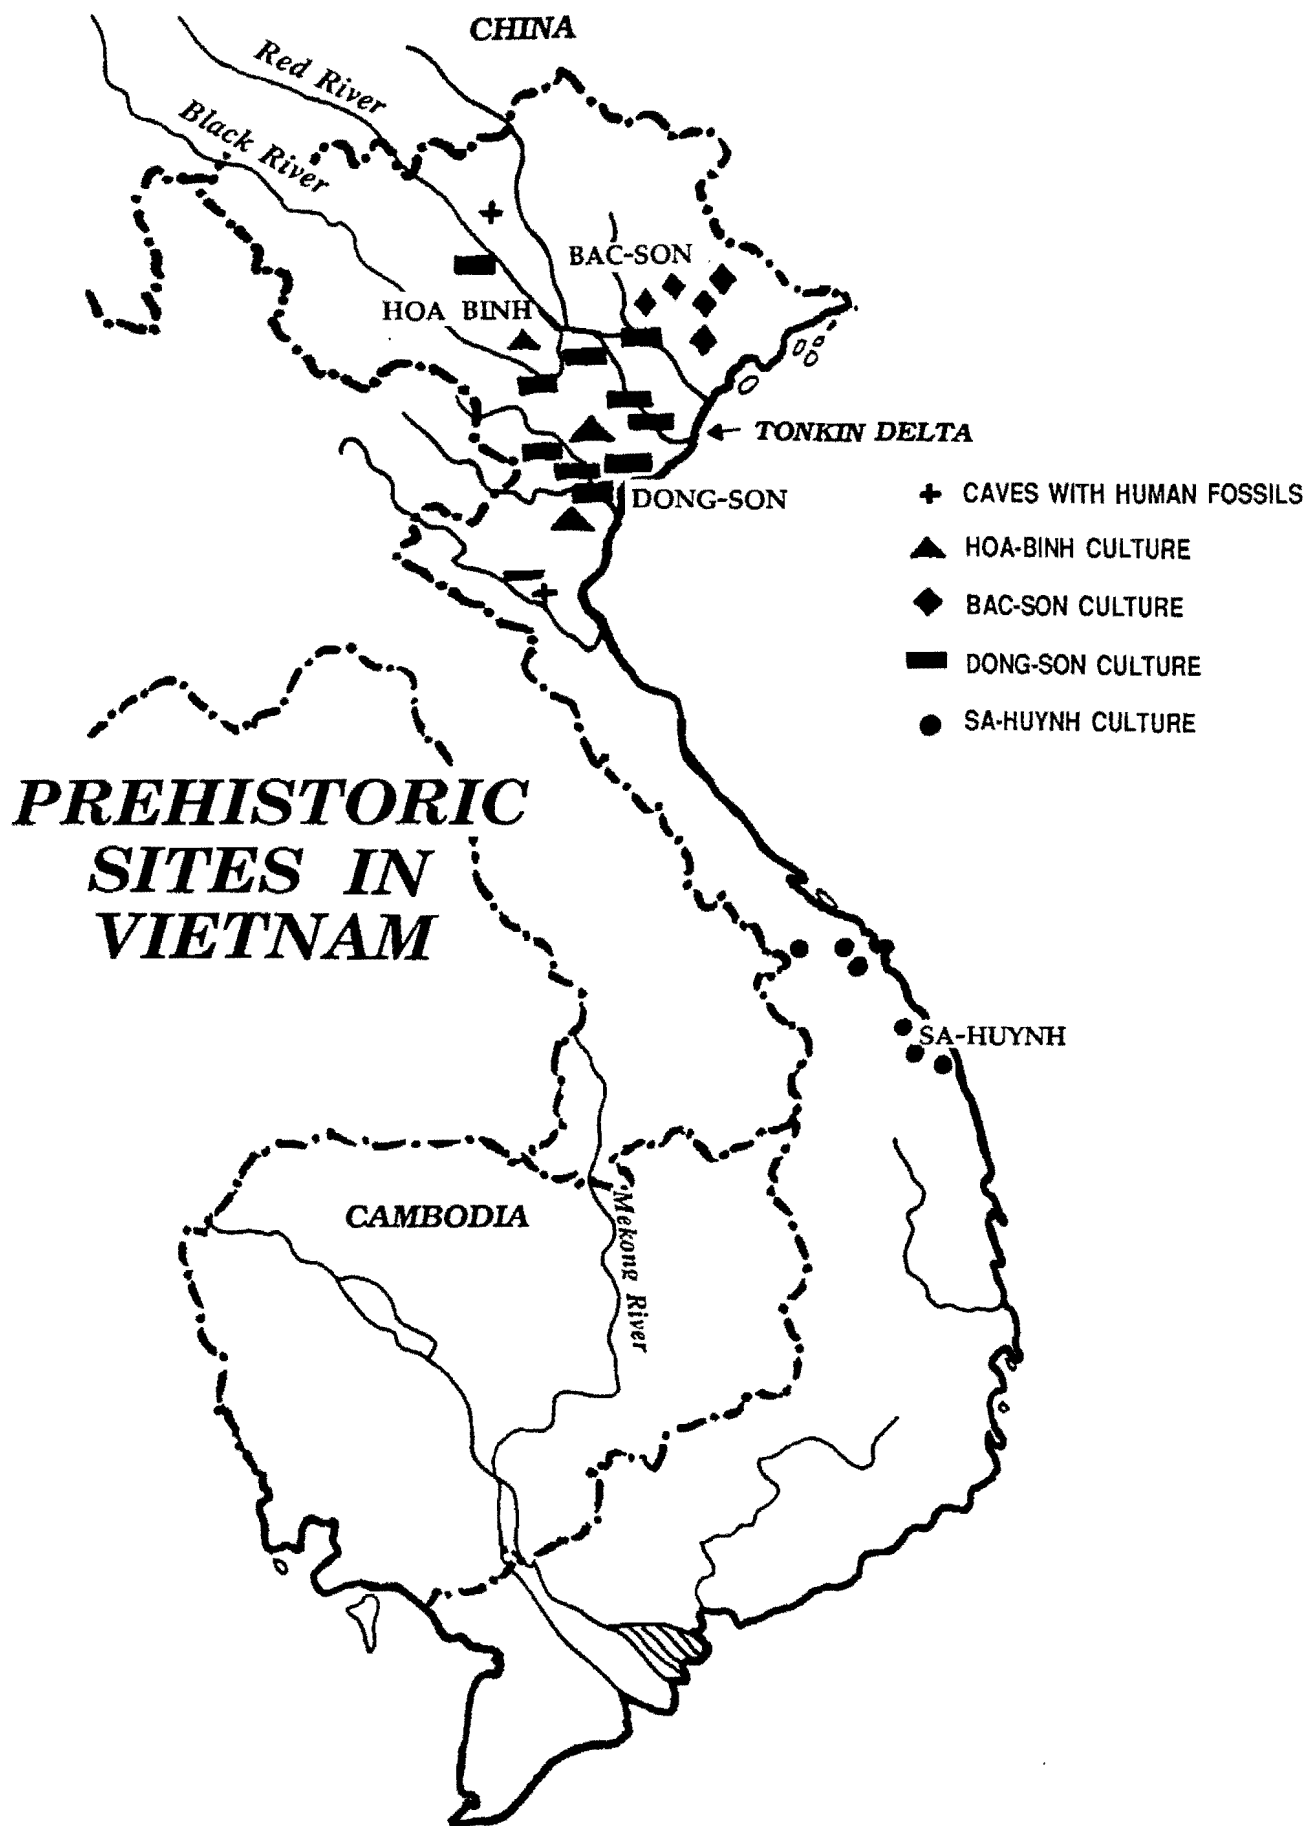 CHINA
Red River
Black River
BAC-SON
HOA BINH
TONKIN DELTA
DONG-SON
CAVES WITH HUMAN FOSSILS
HOA-BINH CULTURE
BAC-SON CULTURE
DONG-SON CULTURE
SA-HUYNH CULTURE
PREHISTORIC
SITES IN
VIETNAM
SA-HUYNH
CAMBODIA
Mekong River